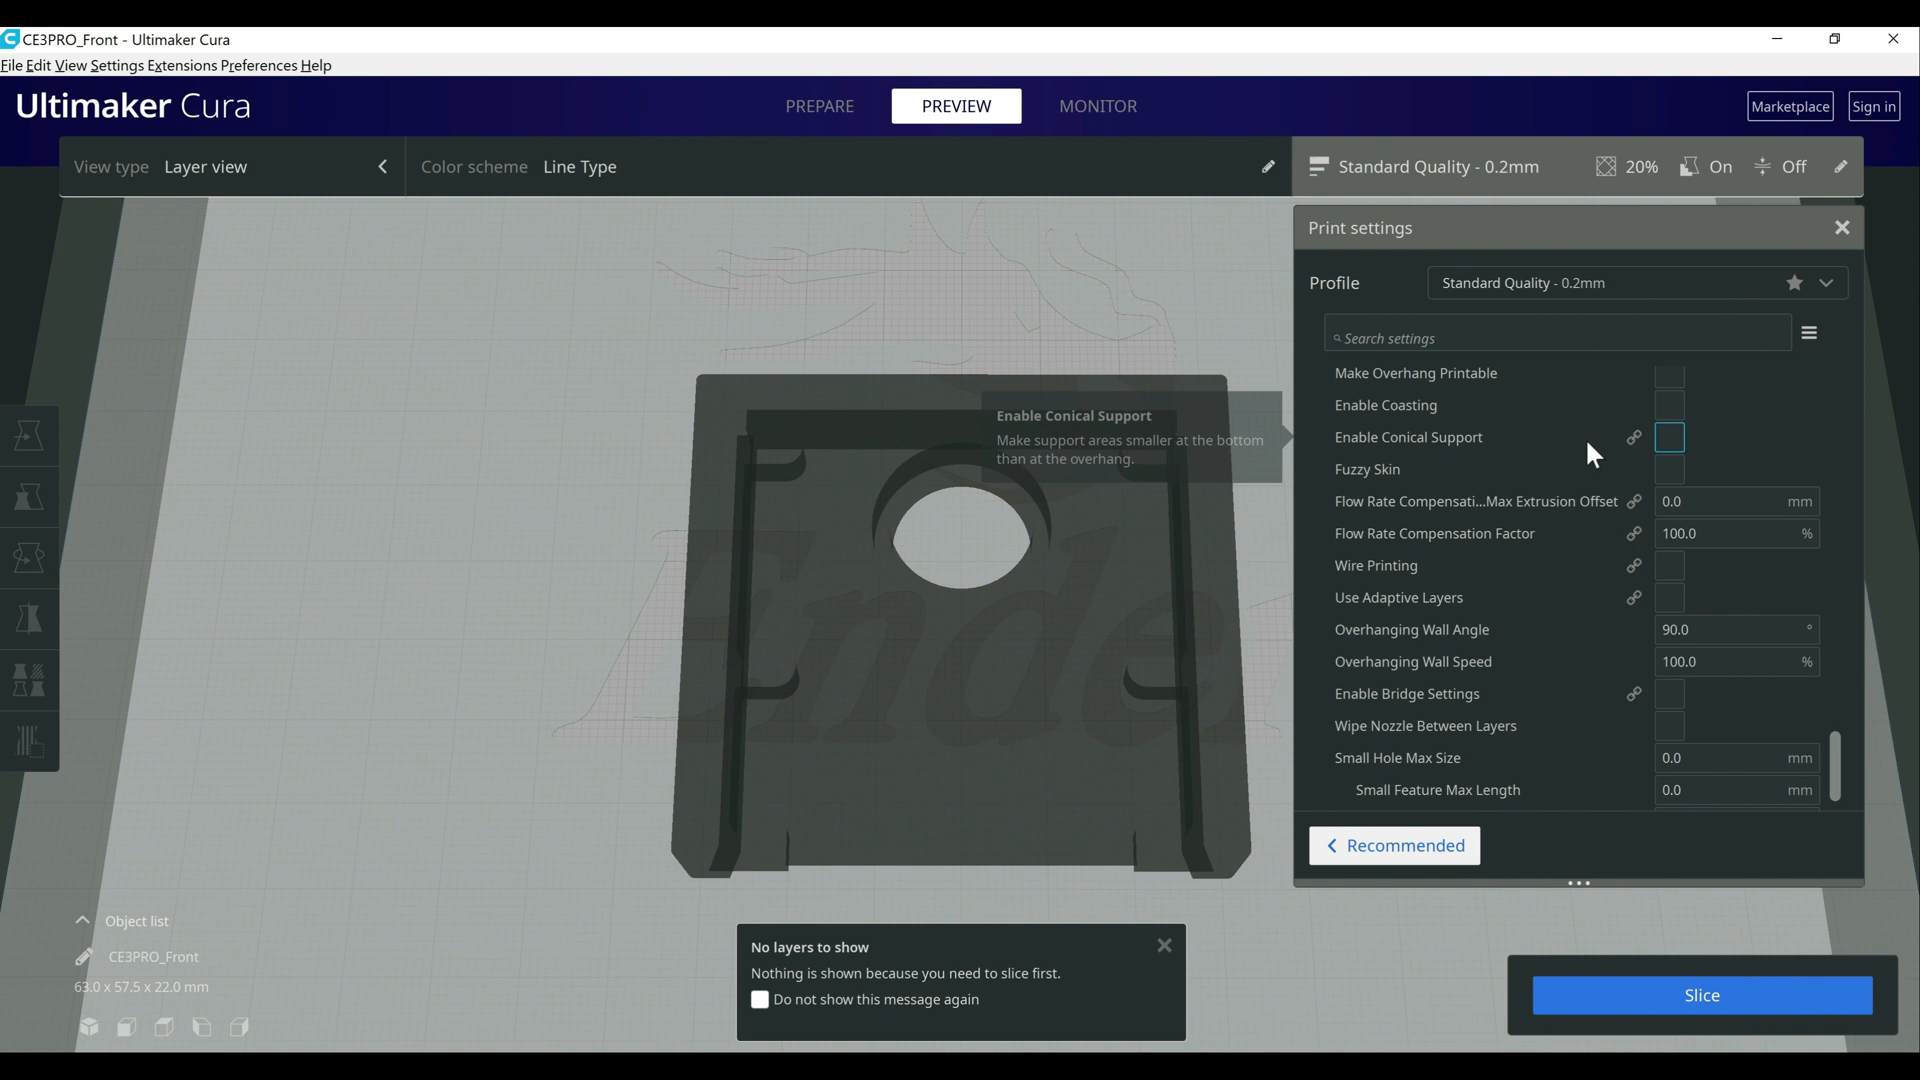 CE3PRO_Front - Ultimaker Cura
File Edit View Settings Extensions Preferences Help
Ultimaker Cura
PREPARE
PREVIEW
MONITOR
Marketplace
Sign in
View type Layer view
Color scheme Line Type
Standard Quality - 0.2mm
20%
On
Off
Print settings
Profile
Standard Quality - 0.2mm
Search settings
Make Overhang Printable
Enable Coasting
Enable Conical Support
Fuzzy Skin
Flow Rate Compensati...Max Extrusion Offset 0.0 mm
Flow Rate Compensation Factor 100.0 %
Wire Printing
Use Adaptive Layers
Overhanging Wall Angle 90.0 °
Overhanging Wall Speed 100.0 %
Enable Bridge Settings
Wipe Nozzle Between Layers
Small Hole Max Size 0.0 mm
Small Feature Max Length 0.0 mm
Recommended
Enable Conical Support
Make support areas smaller at the bottom
than at the overhang.
Ende
Object list
CE3PRO_Front
63.0 x 57.5 x 22.0 mm
No layers to show
Nothing is shown because you need to slice first.
Do not show this message again
Slice